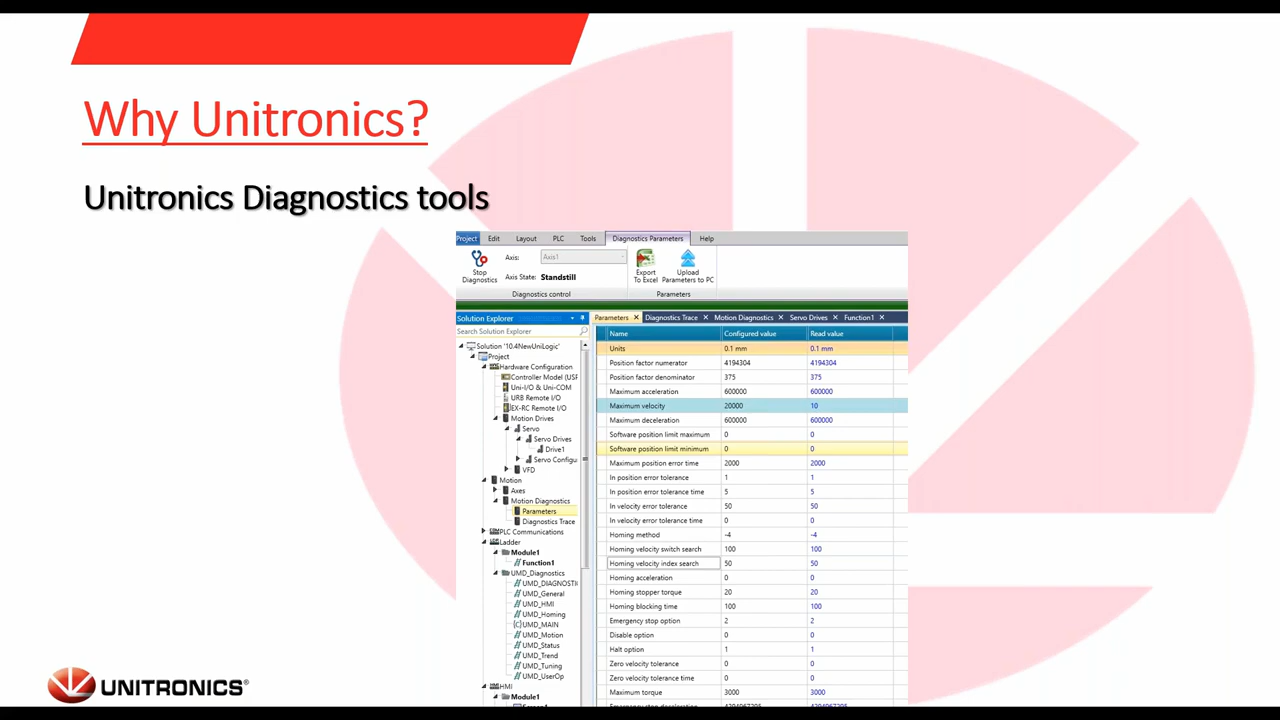 Why Unitronics?
Unitronics Diagnostics tools
Project Edit Layout PLC Tools Diagnostics Parameters Help
Stop Diagnostics
Axis: Axis1
Axis State: Standstill
Export To Excel
Upload Parameters to PC
Diagnostics control Parameters
Solution Explorer
Search Solution Explorer
Solution '10.4NewUniLogic'
Project
Hardware Configuration
Controller Model (USP
Uni-I/O & Uni-COM
URB Remote I/O
EX-RC Remote I/O
Motion Drives
Servo
Servo Drives
Drive1
Servo Configu
VFD
Motion
Axes
Motion Diagnostics
Parameters
Diagnostics Trace
PLC Communications
Ladder
Module1
Function1
UMD_Diagnostics
UMD_DIAGNOSTI
UMD_General
UMD_HMI
UMD_Homing
UMD_MAIN
UMD_Motion
UMD_Status
UMD_Trend
UMD_Tuning
UMD_UserOp
HMI
Module1
Parameters Diagnostics Trace Motion Diagnostics Servo Drives Function1
Name Configured value Read value
Units 0.1 mm 0.1 mm
Position factor numerator 4194304 4194304
Position factor denominator 375 375
Maximum acceleration 600000 600000
Maximum velocity 20000 10
Maximum deceleration 600000 600000
Software position limit maximum 0 0
Software position limit minimum 0 0
Maximum position error time 2000 2000
In position error tolerance 1 1
In position error tolerance time 5 5
In velocity error tolerance 50 50
In velocity error tolerance time 0 0
Homing method -4 -4
Homing velocity switch search 100 100
Homing velocity index search 50 50
Homing acceleration 0 0
Homing stopper torque 20 20
Homing blocking time 100 100
Emergency stop option 2 2
Disable option 0 0
Halt option 1 1
Zero velocity tolerance 0 0
Zero velocity tolerance time 0 0
Maximum torque 3000 3000
UNITRONICS®